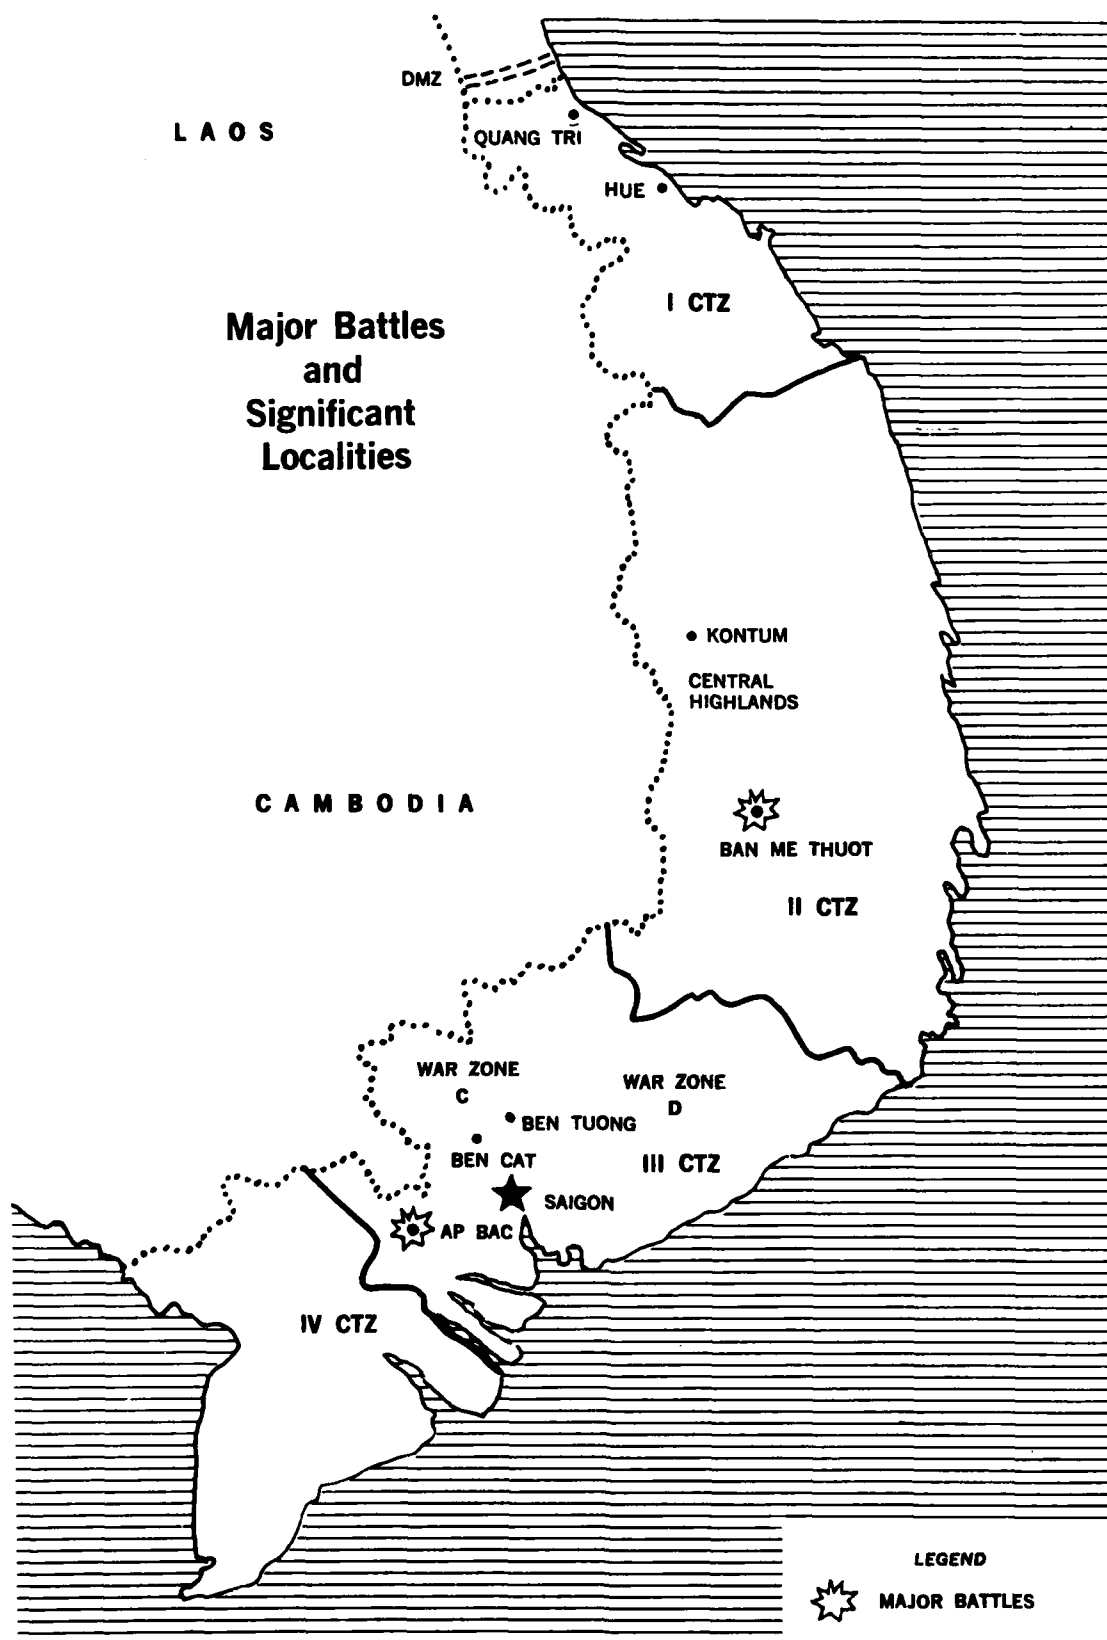 DMZ
LAOS
QUANG TRI
HUE
I CTZ
Major Battles
and
Significant
Localities
KONTUM
CENTRAL
HIGHLANDS
CAMBODIA
BAN ME THUOT
II CTZ
WAR ZONE
C
WAR ZONE
D
BEN TUONG
BEN CAT
III CTZ
SAIGON
AP BAC
IV CTZ
LEGEND
MAJOR BATTLES